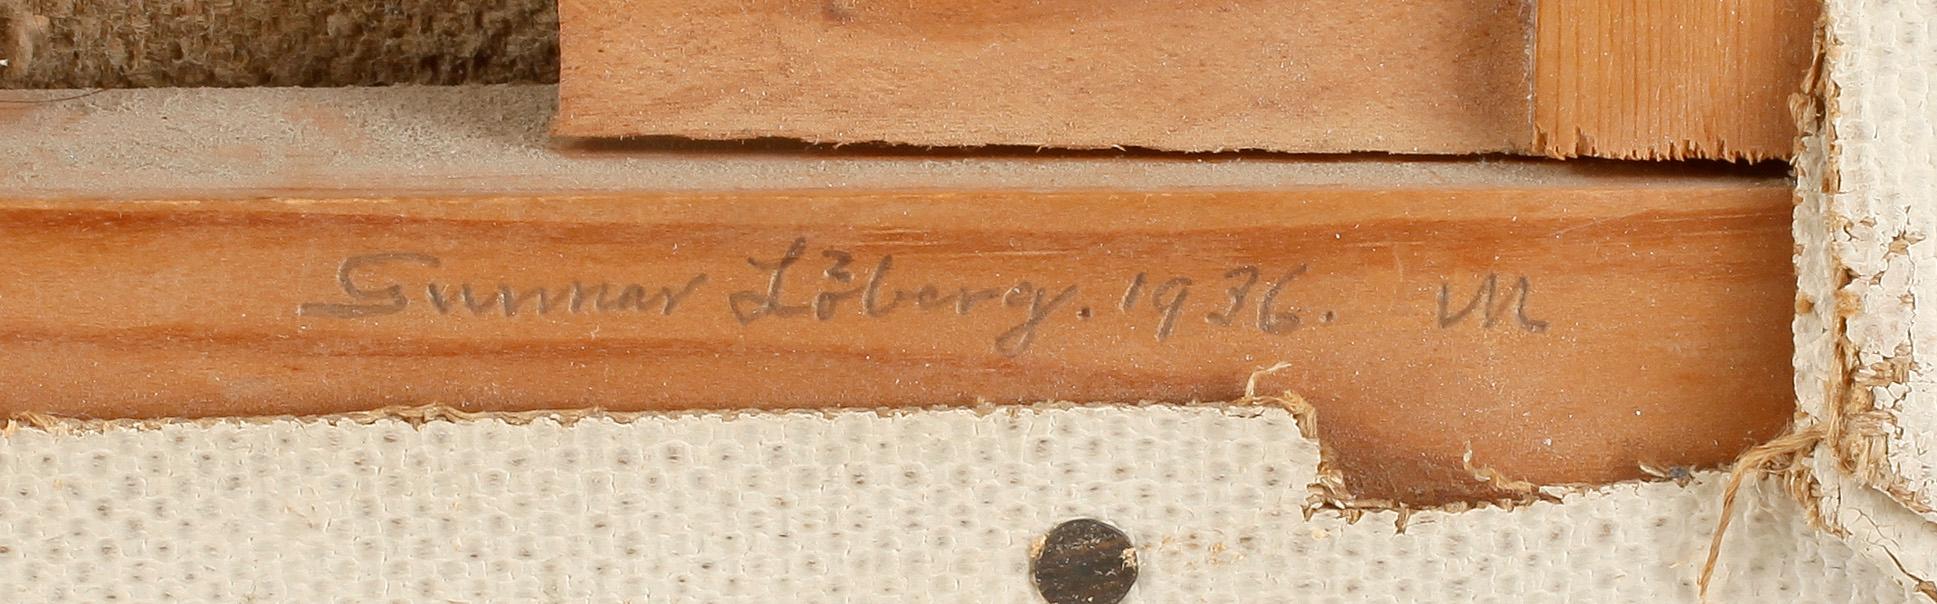 Gunnar Löberg. 1936. M